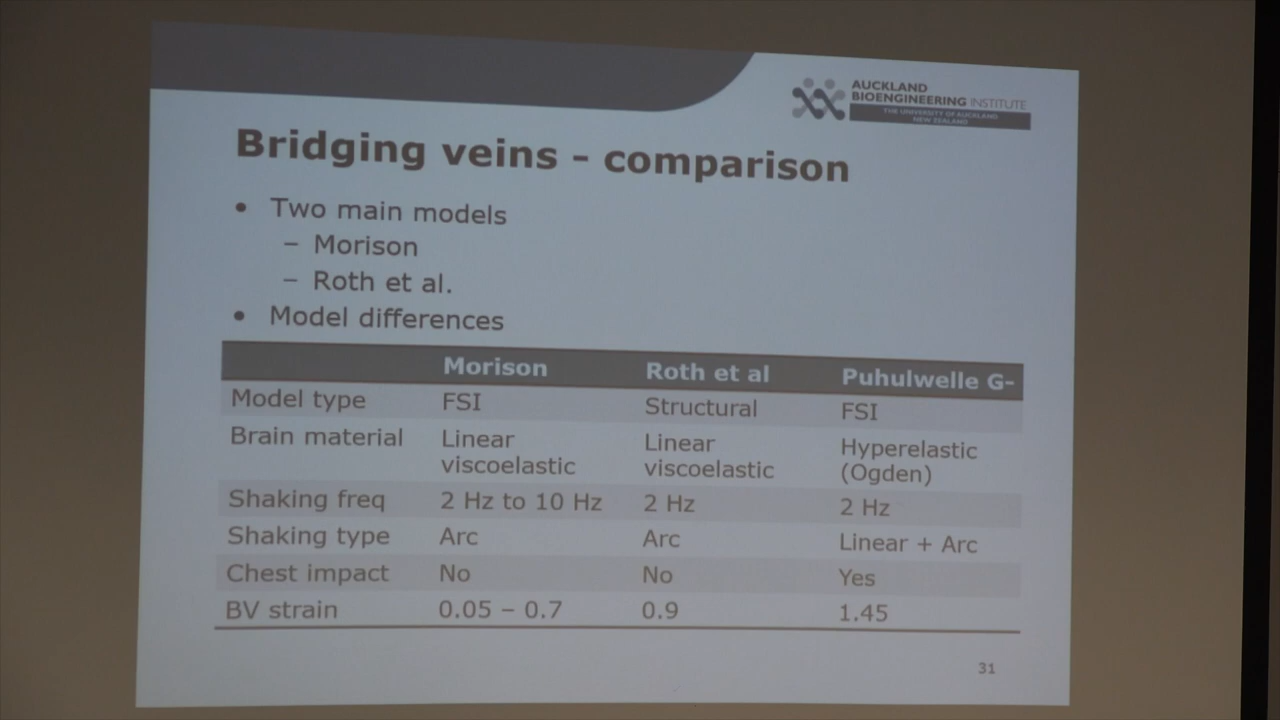 AUCKLAND
BIOENGINEERING INSTITUTE
THE UNIVERSITY OF AUCKLAND
NEW ZEALAND
Bridging veins - comparison
• Two main models
– Morison
– Roth et al.
• Model differences
Morison Roth et al Puhulwelle G-
Model type FSI Structural FSI
Brain material Linear viscoelastic Linear viscoelastic Hyperelastic (Ogden)
Shaking freq 2 Hz to 10 Hz 2 Hz 2 Hz
Shaking type Arc Arc Linear + Arc
Chest impact No No Yes
BV strain 0.05 – 0.7 0.9 1.45
31